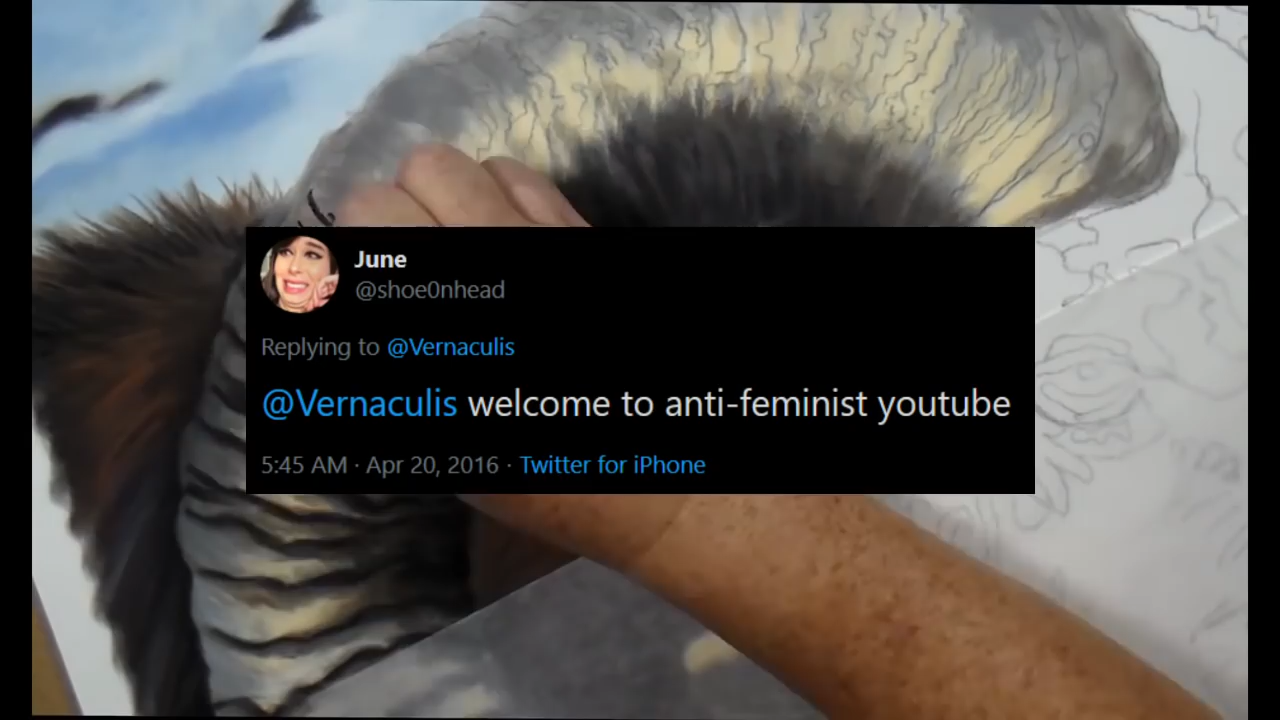 June
@shoe0nhead
Replying to @Vernaculis
@Vernaculis welcome to anti-feminist youtube
5:45 AM · Apr 20, 2016 · Twitter for iPhone